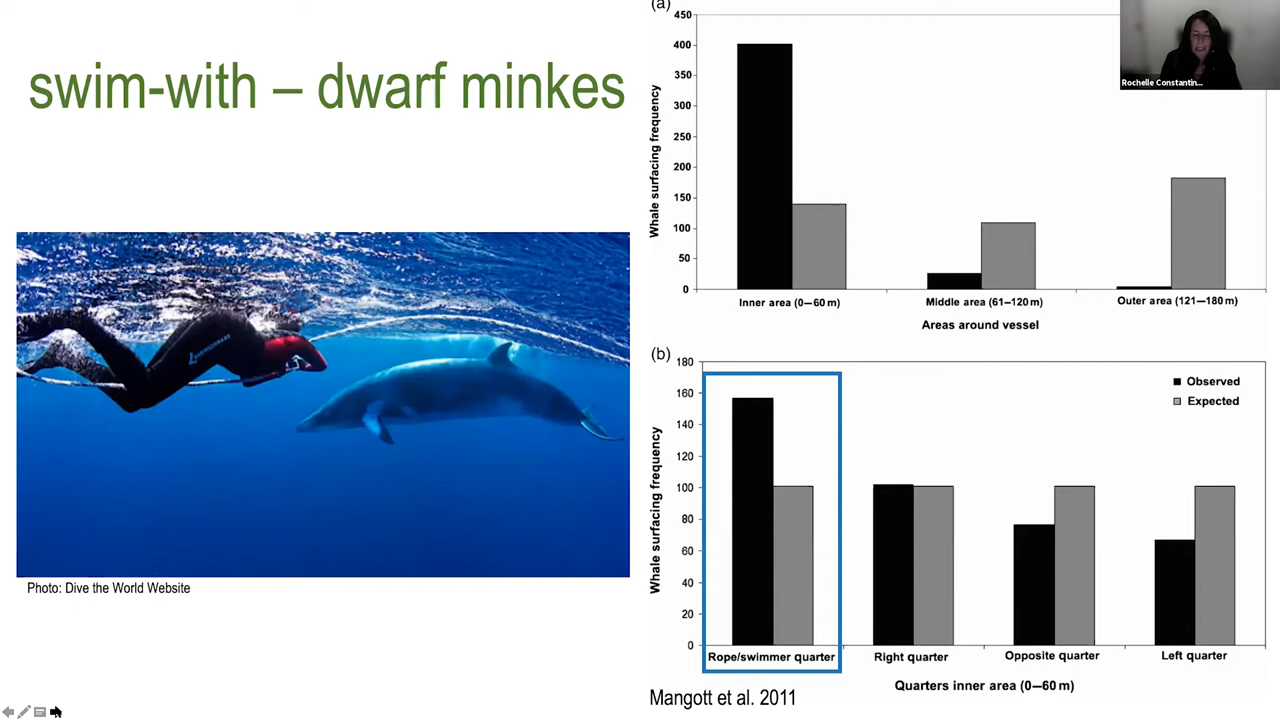 swim-with – dwarf minkes
Photo: Dive the World Website
(a)
Whale surfacing frequency
450
400
350
300
250
200
150
100
50
0
Inner area (0–60 m)
Middle area (61–120 m)
Outer area (121–180 m)
Areas around vessel
Rochelle Constantin...
(b)
Whale surfacing frequency
180
160
140
120
100
80
60
40
20
0
Observed
Expected
Rope/swimmer quarter
Right quarter
Opposite quarter
Left quarter
Quarters inner area (0–60 m)
Mangott et al. 2011